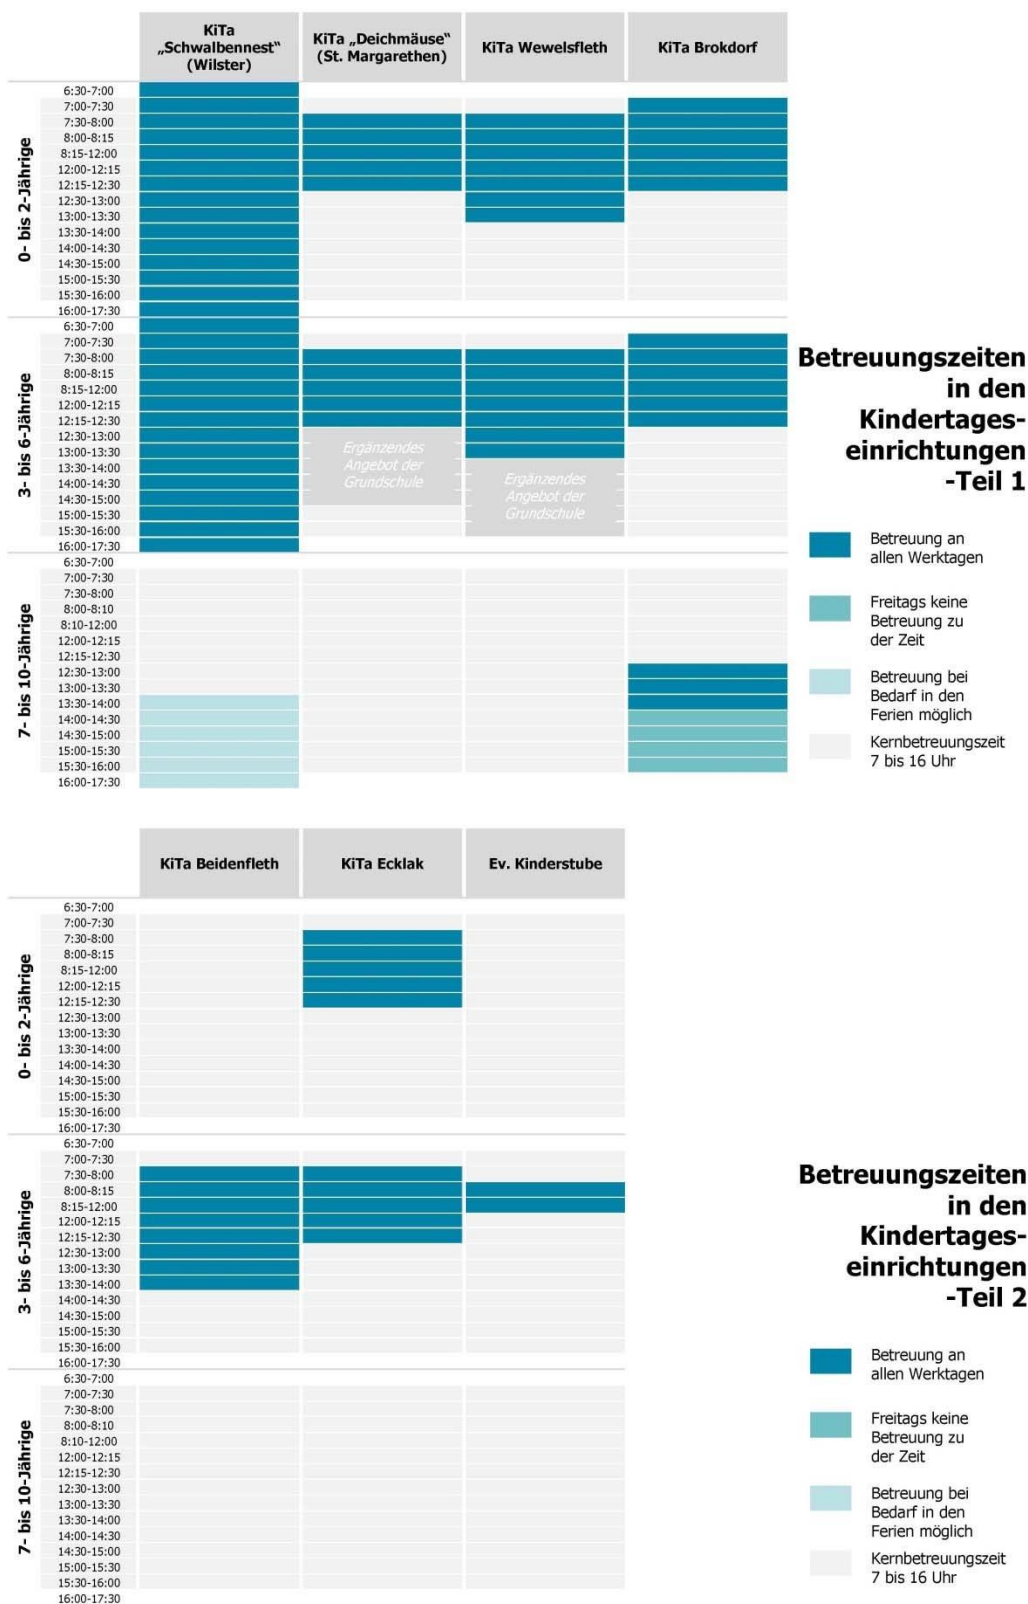 KiTa
„Schwalbennest“
(Wilster)
KiTa „Deichmäuse“
(St. Margarethen)
KiTa Wewelsfleth
KiTa Brokdorf
0- bis 2-Jährige
6:30-7:00
7:00-7:30
7:30-8:00
8:00-8:15
8:15-12:00
12:00-12:15
12:15-12:30
12:30-13:00
13:00-13:30
13:30-14:00
14:00-14:30
14:30-15:00
15:00-15:30
15:30-16:00
16:00-17:30
3- bis 6-Jährige
6:30-7:00
7:00-7:30
7:30-8:00
8:00-8:15
8:15-12:00
12:00-12:15
12:15-12:30
12:30-13:00
13:00-13:30
13:30-14:00
14:00-14:30
14:30-15:00
15:00-15:30
15:30-16:00
16:00-17:30
Ergänzendes
Angebot der
Grundschule
Ergänzendes
Angebot der
Grundschule
7- bis 10-Jährige
6:30-7:00
7:00-7:30
7:30-8:00
8:00-8:10
8:10-12:00
12:00-12:15
12:15-12:30
12:30-13:00
13:00-13:30
13:30-14:00
14:00-14:30
14:30-15:00
15:00-15:30
15:30-16:00
16:00-17:30
Betreuungszeiten
in den
Kindertages-
einrichtungen
-Teil 1
Betreuung an
allen Werktagen
Freitags keine
Betreuung zu
der Zeit
Betreuung bei
Bedarf in den
Ferien möglich
Kernbetreuungszeit
7 bis 16 Uhr
KiTa Beidenfleth
KiTa Ecklak
Ev. Kinderstube
0- bis 2-Jährige
6:30-7:00
7:00-7:30
7:30-8:00
8:00-8:15
8:15-12:00
12:00-12:15
12:15-12:30
12:30-13:00
13:00-13:30
13:30-14:00
14:00-14:30
14:30-15:00
15:00-15:30
15:30-16:00
16:00-17:30
3- bis 6-Jährige
6:30-7:00
7:00-7:30
7:30-8:00
8:00-8:15
8:15-12:00
12:00-12:15
12:15-12:30
12:30-13:00
13:00-13:30
13:30-14:00
14:00-14:30
14:30-15:00
15:00-15:30
15:30-16:00
16:00-17:30
7- bis 10-Jährige
6:30-7:00
7:00-7:30
7:30-8:00
8:00-8:10
8:10-12:00
12:00-12:15
12:15-12:30
12:30-13:00
13:00-13:30
13:30-14:00
14:00-14:30
14:30-15:00
15:00-15:30
15:30-16:00
16:00-17:30
Betreuungszeiten
in den
Kindertages-
einrichtungen
-Teil 2
Betreuung an
allen Werktagen
Freitags keine
Betreuung zu
der Zeit
Betreuung bei
Bedarf in den
Ferien möglich
Kernbetreuungszeit
7 bis 16 Uhr